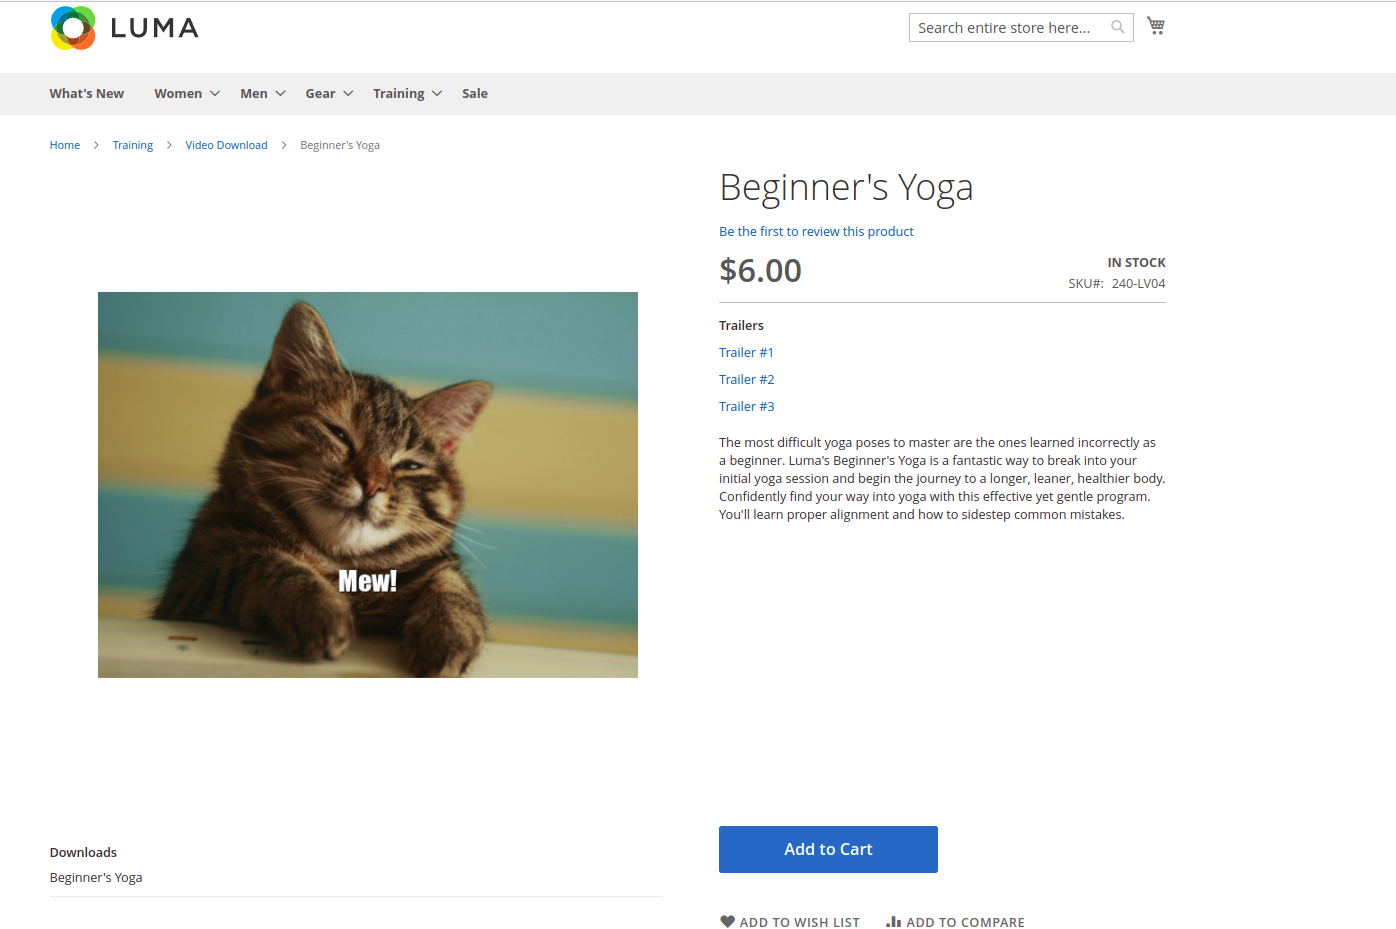 LUMA
Search entire store here...
What's New Women Men Gear Training Sale
Home > Training > Video Download > Beginner's Yoga
Beginner's Yoga
Be the first to review this product
$6.00
IN STOCK
SKU#: 240-LV04
Trailers
Trailer #1
Trailer #2
Trailer #3
The most difficult yoga poses to master are the ones learned incorrectly as
a beginner. Luma's Beginner's Yoga is a fantastic way to break into your
initial yoga session and begin the journey to a longer, leaner, healthier body.
Confidently find your way into yoga with this effective yet gentle program.
You'll learn proper alignment and how to sidestep common mistakes.
Mew!
Add to Cart
Downloads
Beginner's Yoga
ADD TO WISH LIST ADD TO COMPARE